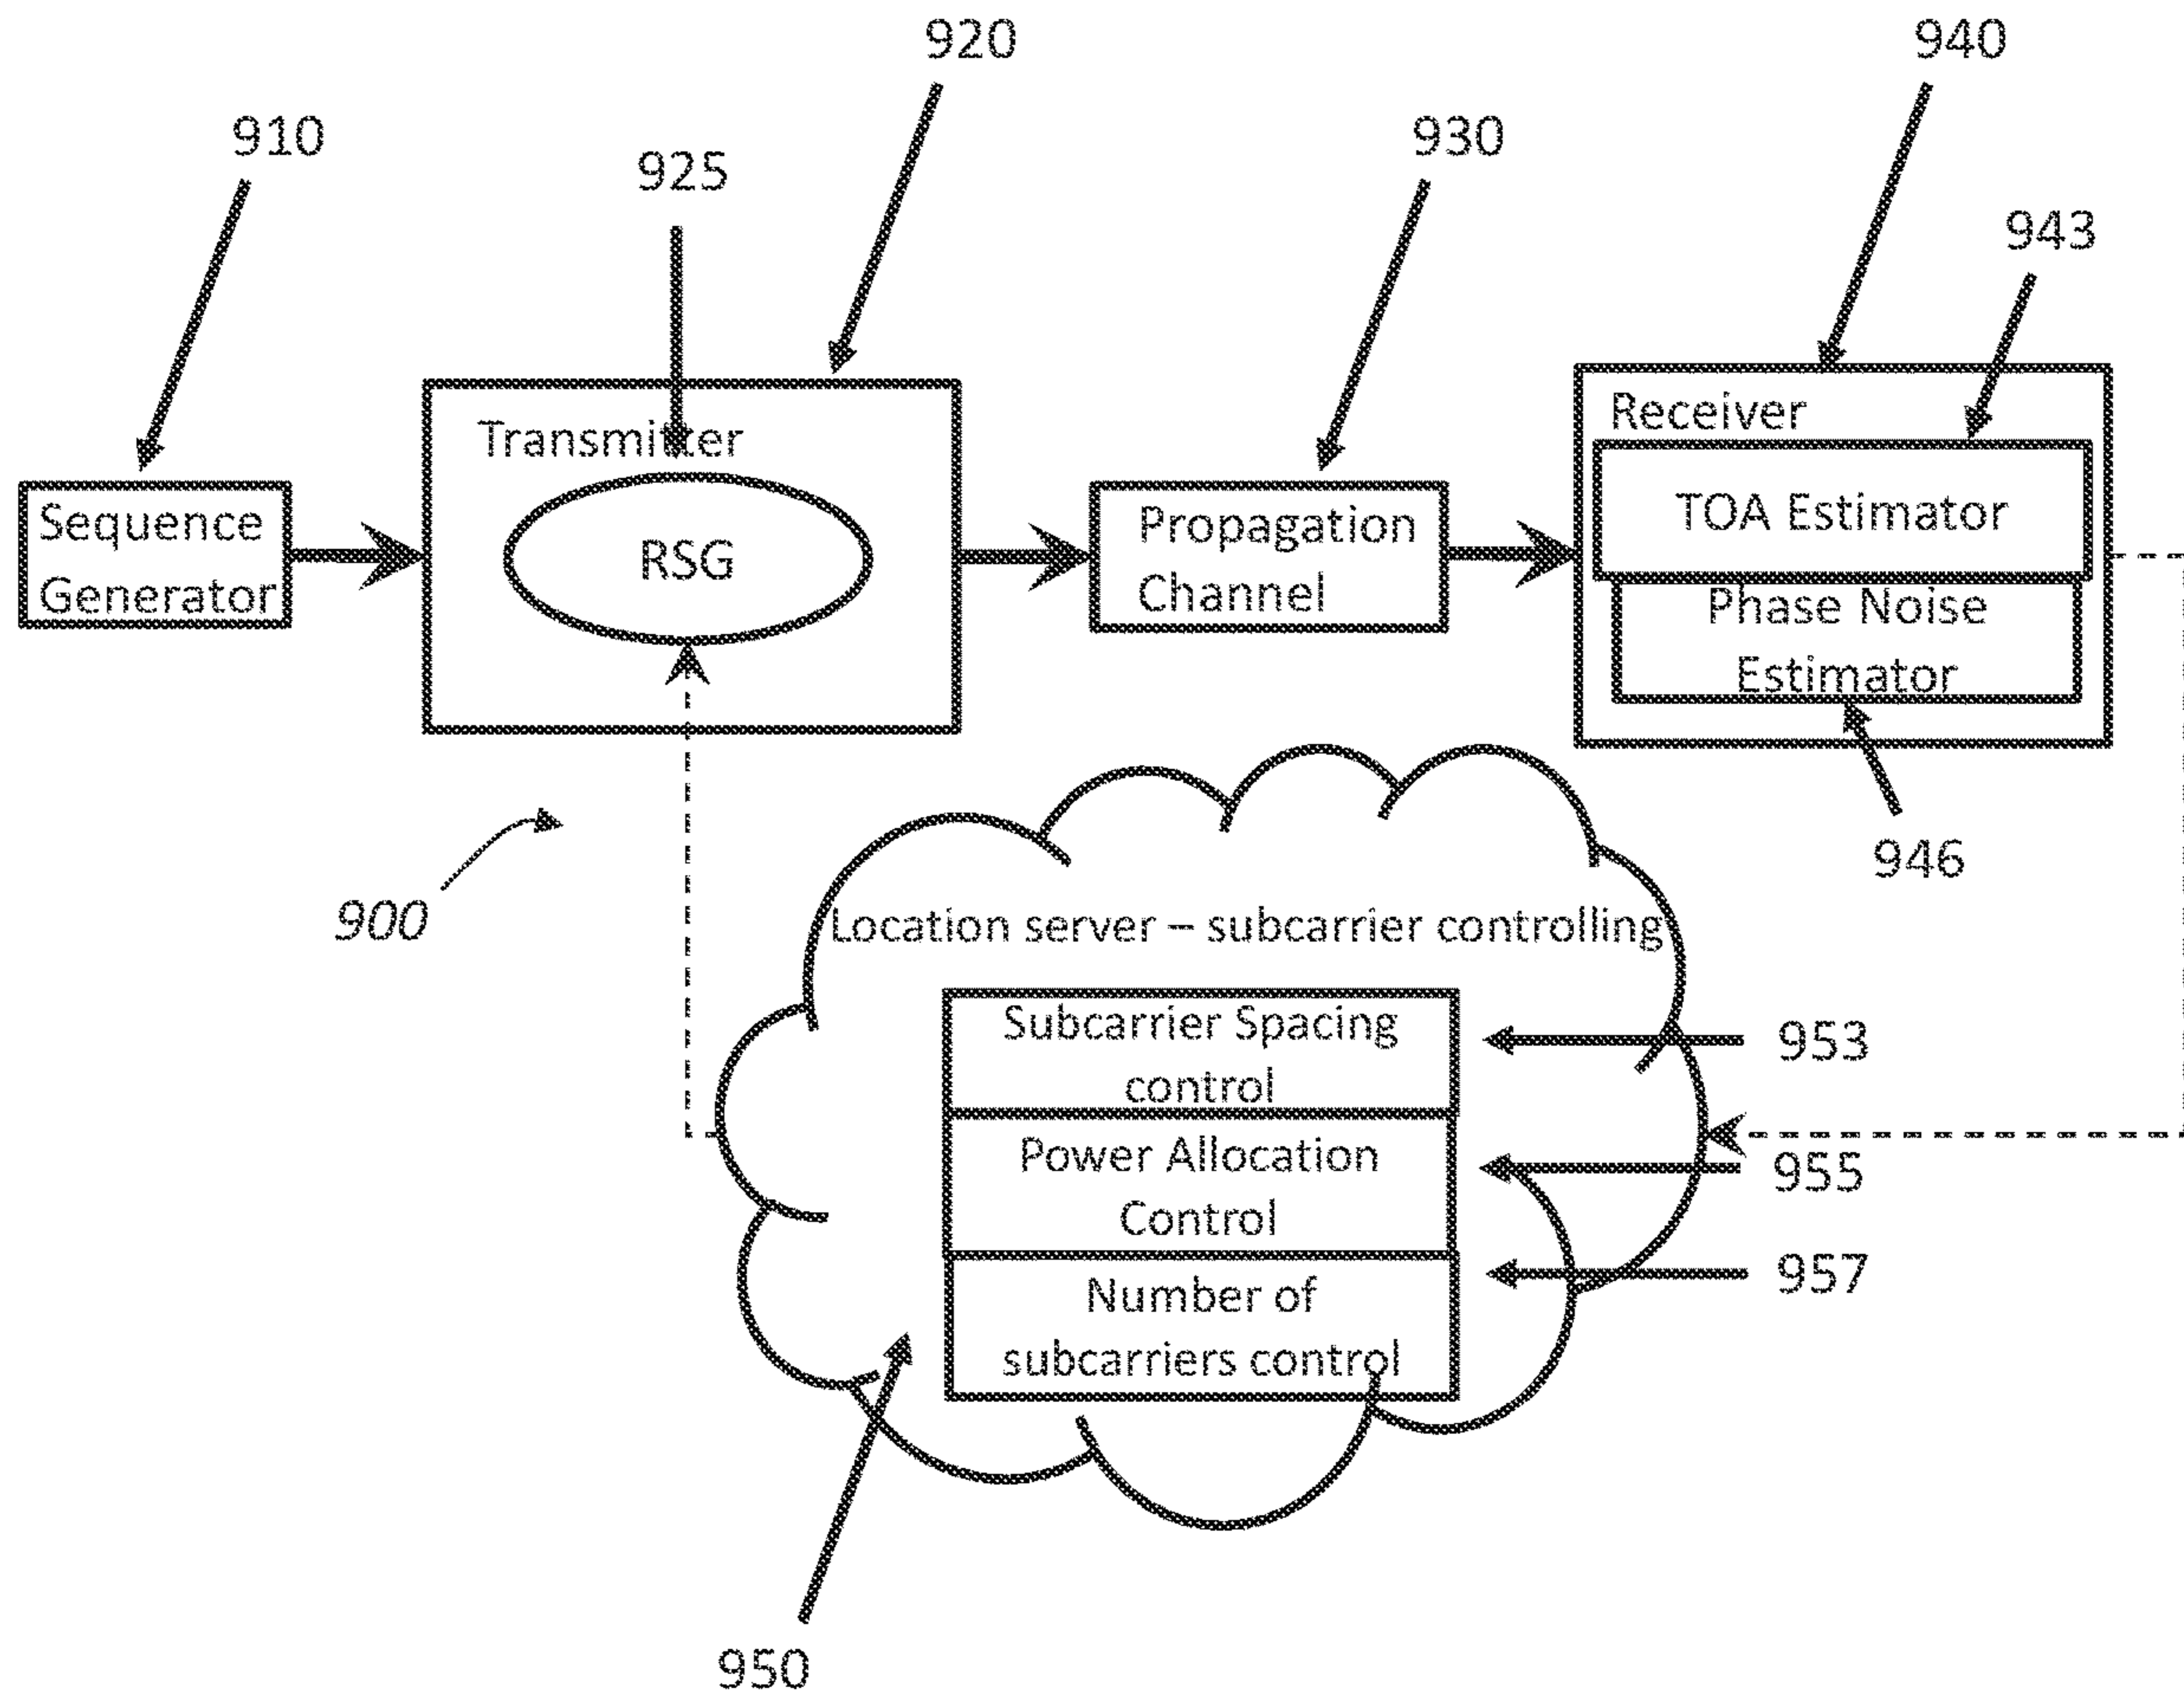 920
940
910
930
925
943
Receiver
Transmitter
TOA Estimator
Sequence
Generator
RSG
Propagation
Channel
Phase Noise
Estimator
946
900
Location server – subcarrier controlling
Subcarrier Spacing
control
953
Power Allocation
Control
955
957
Number of
subcarriers control
950